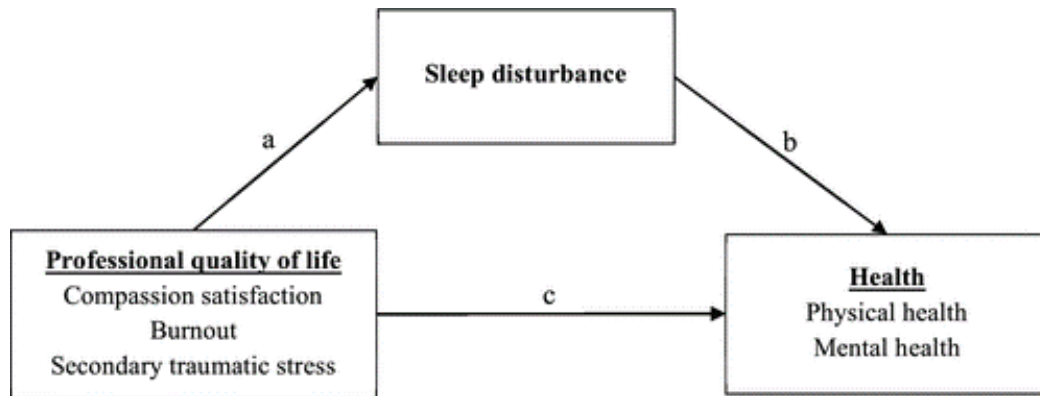 Sleep disturbance
a
b
Professional quality of life
Compassion satisfaction
Burnout
Secondary traumatic stress
c
Health
Physical health
Mental health